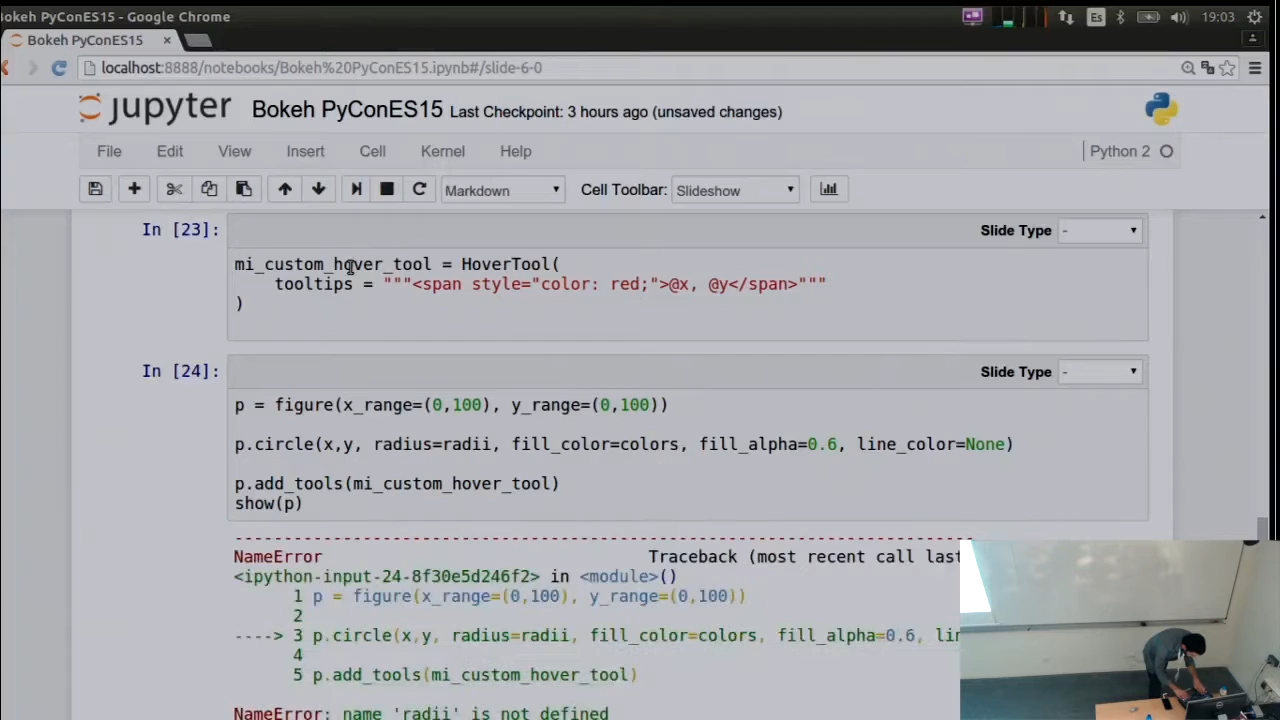 Bokeh PyConES15 - Google Chrome
Es
19:03
Bokeh PyConES15 ×
localhost:8888/notebooks/Bokeh%20PyConES15.ipynb#/slide-6-0
jupyter Bokeh PyConES15 Last Checkpoint: 3 hours ago (unsaved changes)
File Edit View Insert Cell Kernel Help Python 2
Markdown Cell Toolbar: Slideshow
In [23]: Slide Type -
mi_custom_hover_tool = HoverTool(
tooltips = """<span style="color: red;">@x, @y</span>"""
)
In [24]: Slide Type -
p = figure(x_range=(0,100), y_range=(0,100))
p.circle(x,y, radius=radii, fill_color=colors, fill_alpha=0.6, line_color=None)
p.add_tools(mi_custom_hover_tool)
show(p)
---------------------------------------------------------------------------
NameError Traceback (most recent call last
<ipython-input-24-8f30e5d246f2> in <module>()
1 p = figure(x_range=(0,100), y_range=(0,100))
2
----> 3 p.circle(x,y, radius=radii, fill_color=colors, fill_alpha=0.6, lin
4
5 p.add_tools(mi_custom_hover_tool)
NameError: name 'radii' is not defined